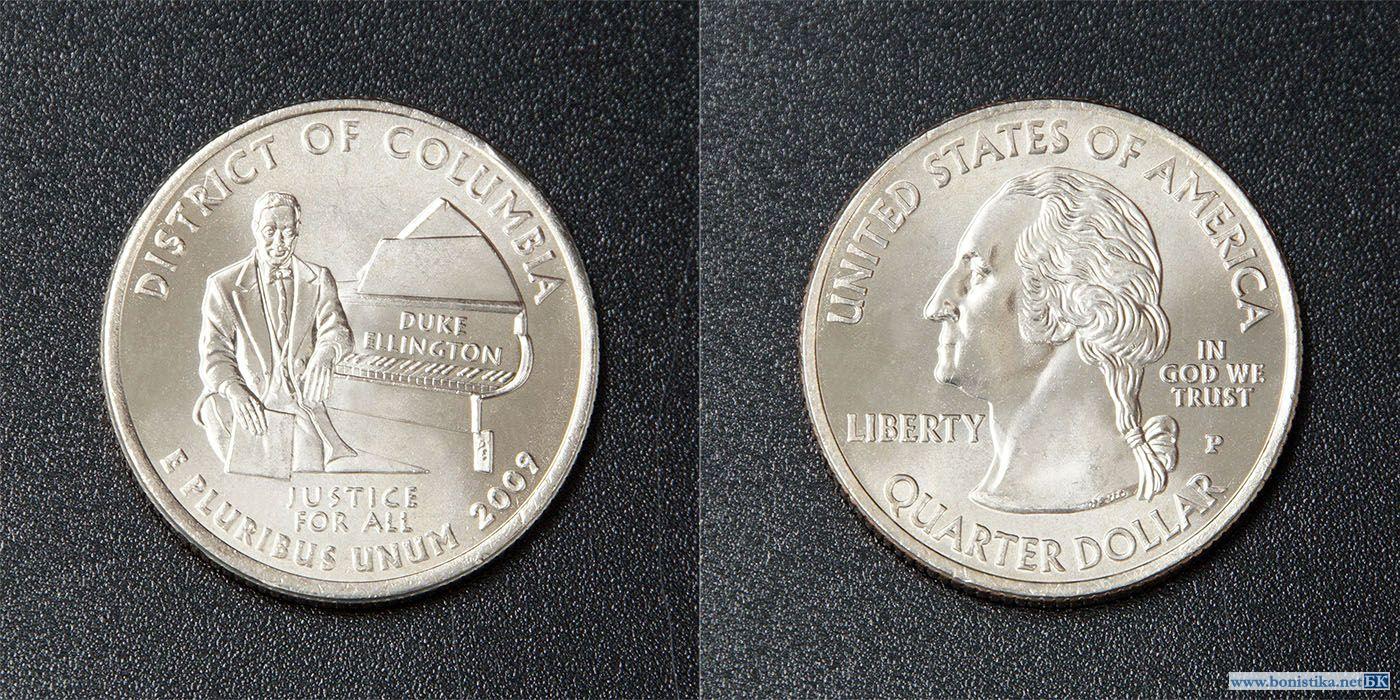 DISTRICT OF COLUMBIA
DUKE
ELLINGTON
JUSTICE
FOR ALL
E PLURIBUS UNUM 2009
UNITED STATES OF AMERICA
IN
GOD WE
TRUST
LIBERTY
P
QUARTER DOLLAR
www.bonistika.net БК